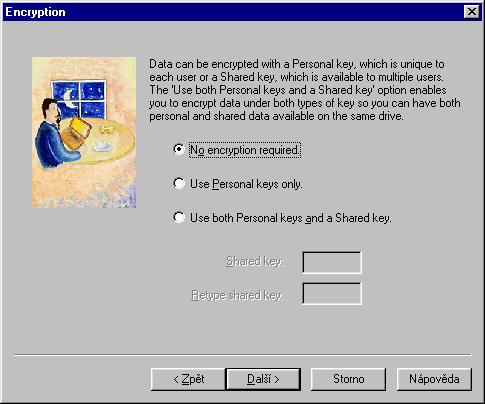 Encryption
Data can be encrypted with a Personal key, which is unique to
each user or a Shared key, which is available to multiple users.
The 'Use both Personal keys and a Shared key' option enables
you to encrypt data under both types of key so you can have both
personal and shared data available on the same drive.
No encryption required.
Use Personal keys only.
Use both Personal keys and a Shared key.
Shared key:
Retype shared key:
< Zpět
Další >
Storno
Nápověda